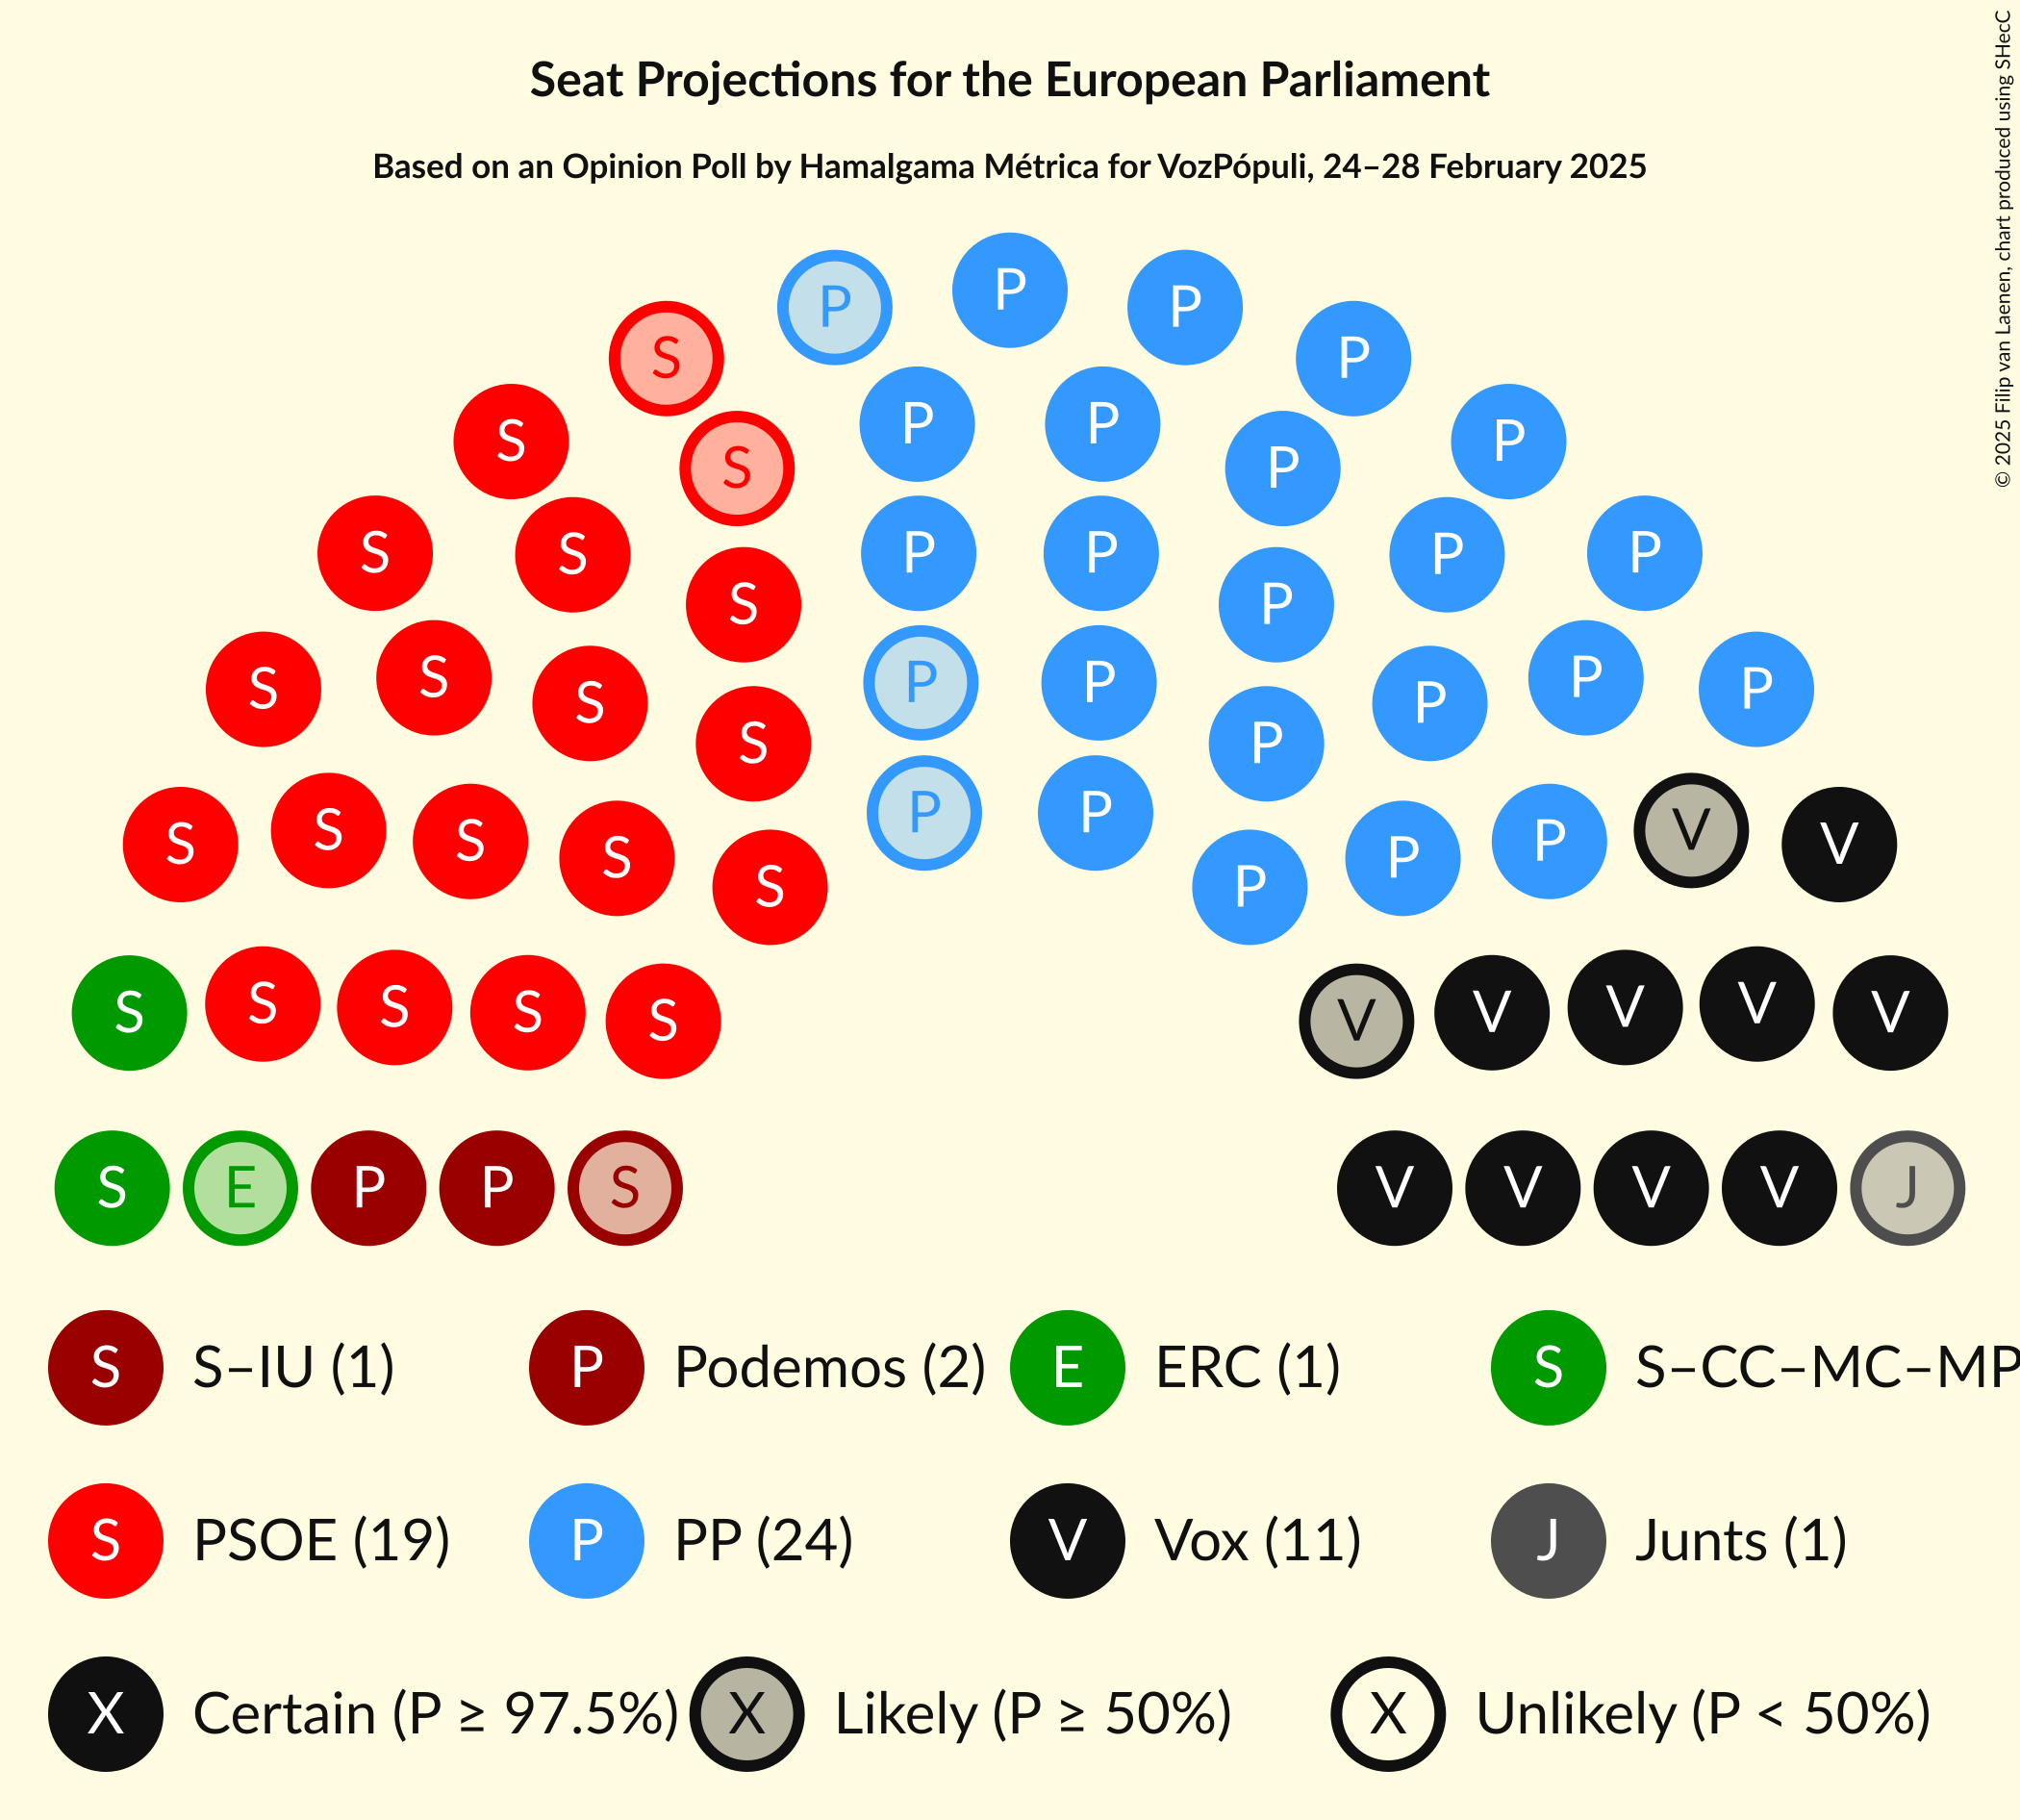 Seat Projections for the European Parliament
Based on an Opinion Poll by Hamalgama Métrica for VozPópuli, 24–28 February 2025
© 2025 Filip van Laenen, chart produced using SHecC
P
P P
S P P
S P P P P
S S P P
S S P P P P
S S P P
S S S P P P P P
S S P P
S S S S P P P P V V
S P
S S S S S V V V V V
S E P P S V V V V J
S S–IU (1) P Podemos (2) E ERC (1) S S–CC–MC–MP
S PSOE (19) P PP (24) V Vox (11) J Junts (1)
X Certain (P ≥ 97.5%) X Likely (P ≥ 50%) X Unlikely (P < 50%)